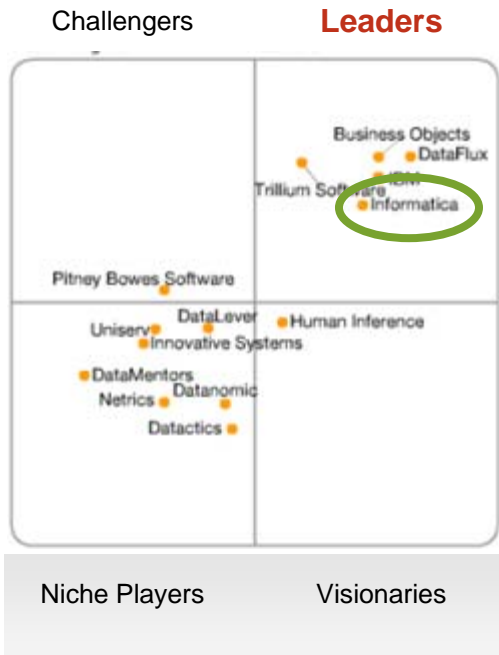 Challengers
Leaders
Business Objects
DataFlux
IBM
Trillium Software
Informatica
Pitney Bowes Software
DataLever
Uniserv
Human Inference
Innovative Systems
DataMentors
Datanomic
Netrics
Datactics
Niche Players
Visionaries